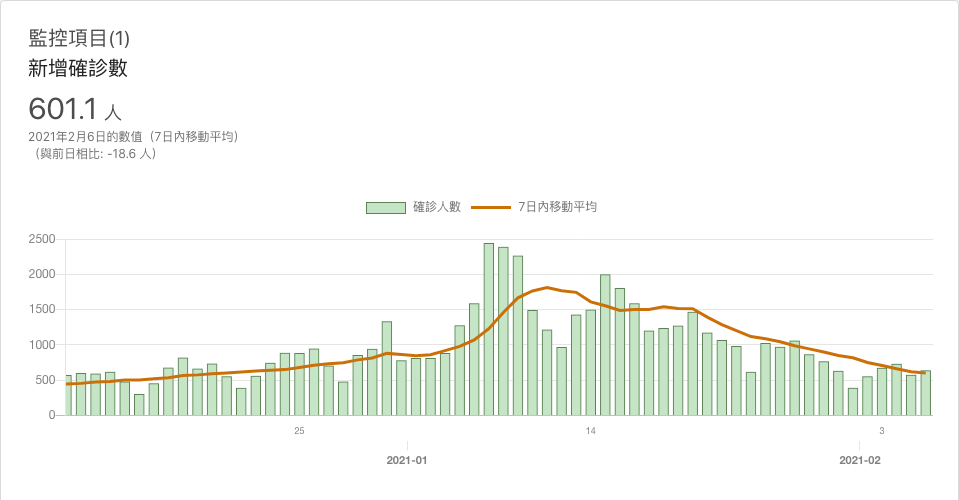 監控項目(1)
新增確診數
601.1 人
2021年2月6日的數值（7日內移動平均）
（與前日相比: -18.6 人）
確診人數 7日內移動平均
2500
2000
1500
1000
500
0
25 14 3
2021-01 2021-02